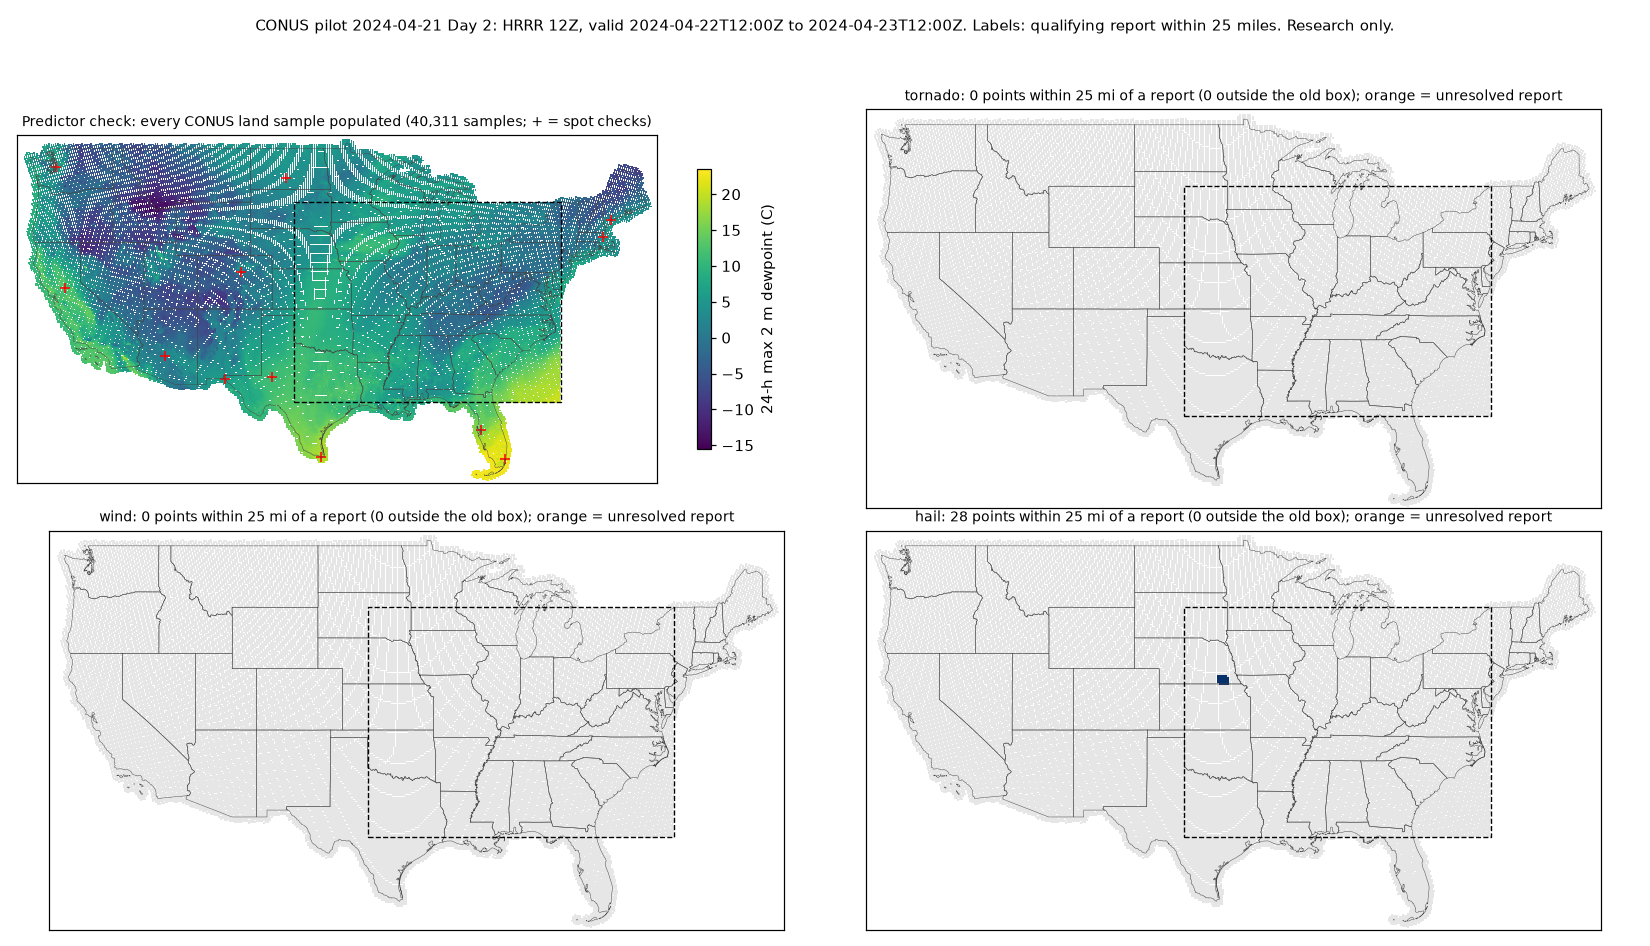 CONUS pilot 2024-04-21 Day 2: HRRR 12Z, valid 2024-04-22T12:00Z to 2024-04-23T12:00Z. Labels: qualifying report within 25 miles. Research only.
Predictor check: every CONUS land sample populated (40,311 samples; + = spot checks)
20
15
10
5
0
−5
−10
−15
24-h max 2 m dewpoint (C)
tornado: 0 points within 25 mi of a report (0 outside the old box); orange = unresolved report
wind: 0 points within 25 mi of a report (0 outside the old box); orange = unresolved report
hail: 28 points within 25 mi of a report (0 outside the old box); orange = unresolved report